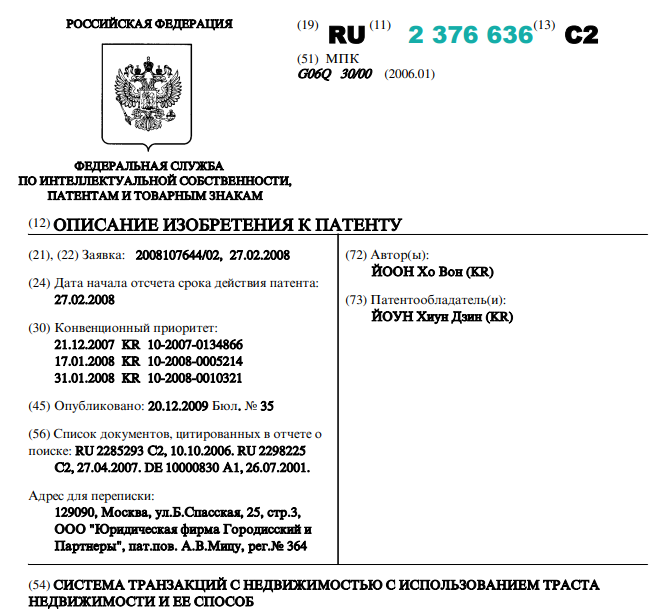 РОССИЙСКАЯ ФЕДЕРАЦИЯ
ФЕДЕРАЛЬНАЯ СЛУЖБА
ПО ИНТЕЛЛЕКТУАЛЬНОЙ СОБСТВЕННОСТИ,
ПАТЕНТАМ И ТОВАРНЫМ ЗНАКАМ
(19) RU (11) 2 376 636 (13) C2
(51) МПК
G06Q 30/00 (2006.01)
(12) ОПИСАНИЕ ИЗОБРЕТЕНИЯ К ПАТЕНТУ
(21), (22) Заявка: 2008107644/02, 27.02.2008
(24) Дата начала отсчета срока действия патента:
27.02.2008
(30) Конвенционный приоритет:
21.12.2007 KR 10-2007-0134866
17.01.2008 KR 10-2008-0005214
31.01.2008 KR 10-2008-0010321
(45) Опубликовано: 20.12.2009 Бюл. № 35
(56) Список документов, цитированных в отчете о
поиске: RU 2285293 C2, 10.10.2006. RU 2298225
C2, 27.04.2007. DE 10000830 A1, 26.07.2001.
Адрес для переписки:
129090, Москва, ул.Б.Спасская, 25, стр.3,
ООО "Юридическая фирма Городисский и
Партнеры", пат.пов. А.В.Мицу, рег.№ 364
(72) Автор(ы):
ЙООН Хо Вон (KR)
(73) Патентообладатель(и):
ЙОУН Хиун Дзин (KR)
(54) СИСТЕМА ТРАНЗАКЦИЙ С НЕДВИЖИМОСТЬЮ С ИСПОЛЬЗОВАНИЕМ ТРАСТА
НЕДВИЖИМОСТИ И ЕЕ СПОСОБ